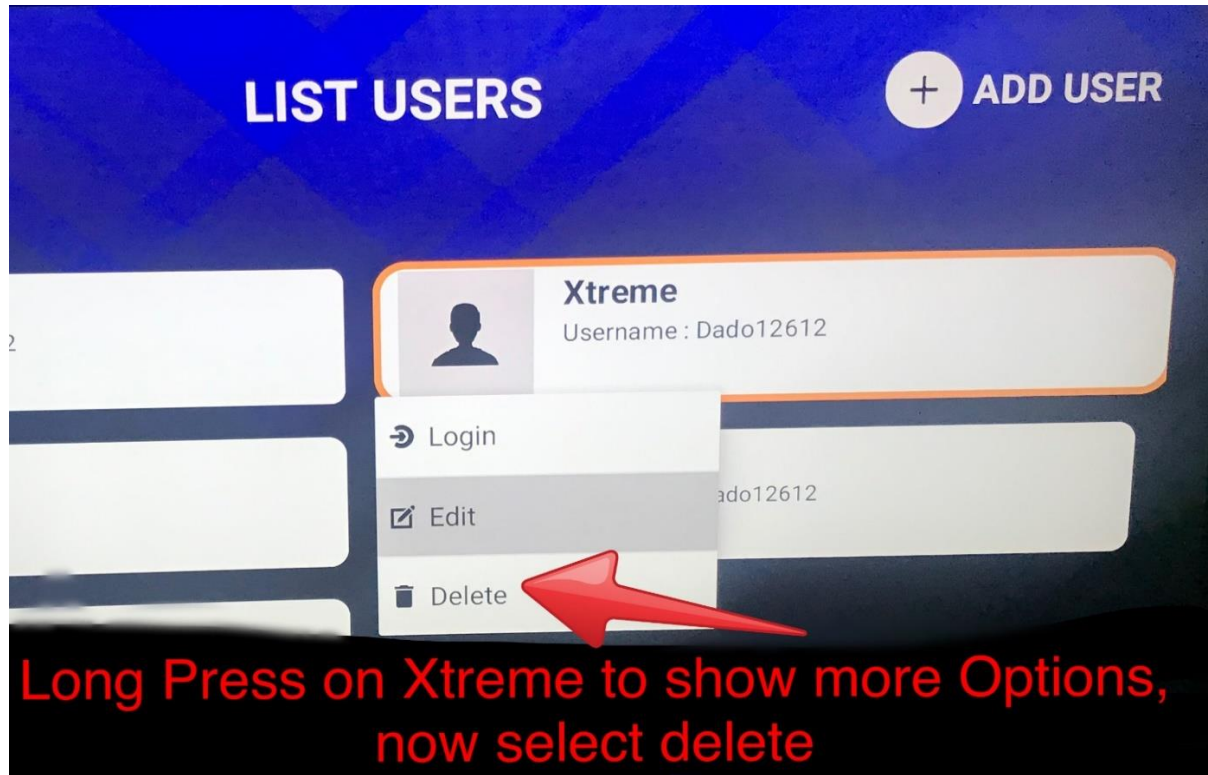 LIST USERS
+ ADD USER
2
Xtreme
Username : Dado12612
Login
ado12612
Edit
Delete
Long Press on Xtreme to show more Options,
now select delete